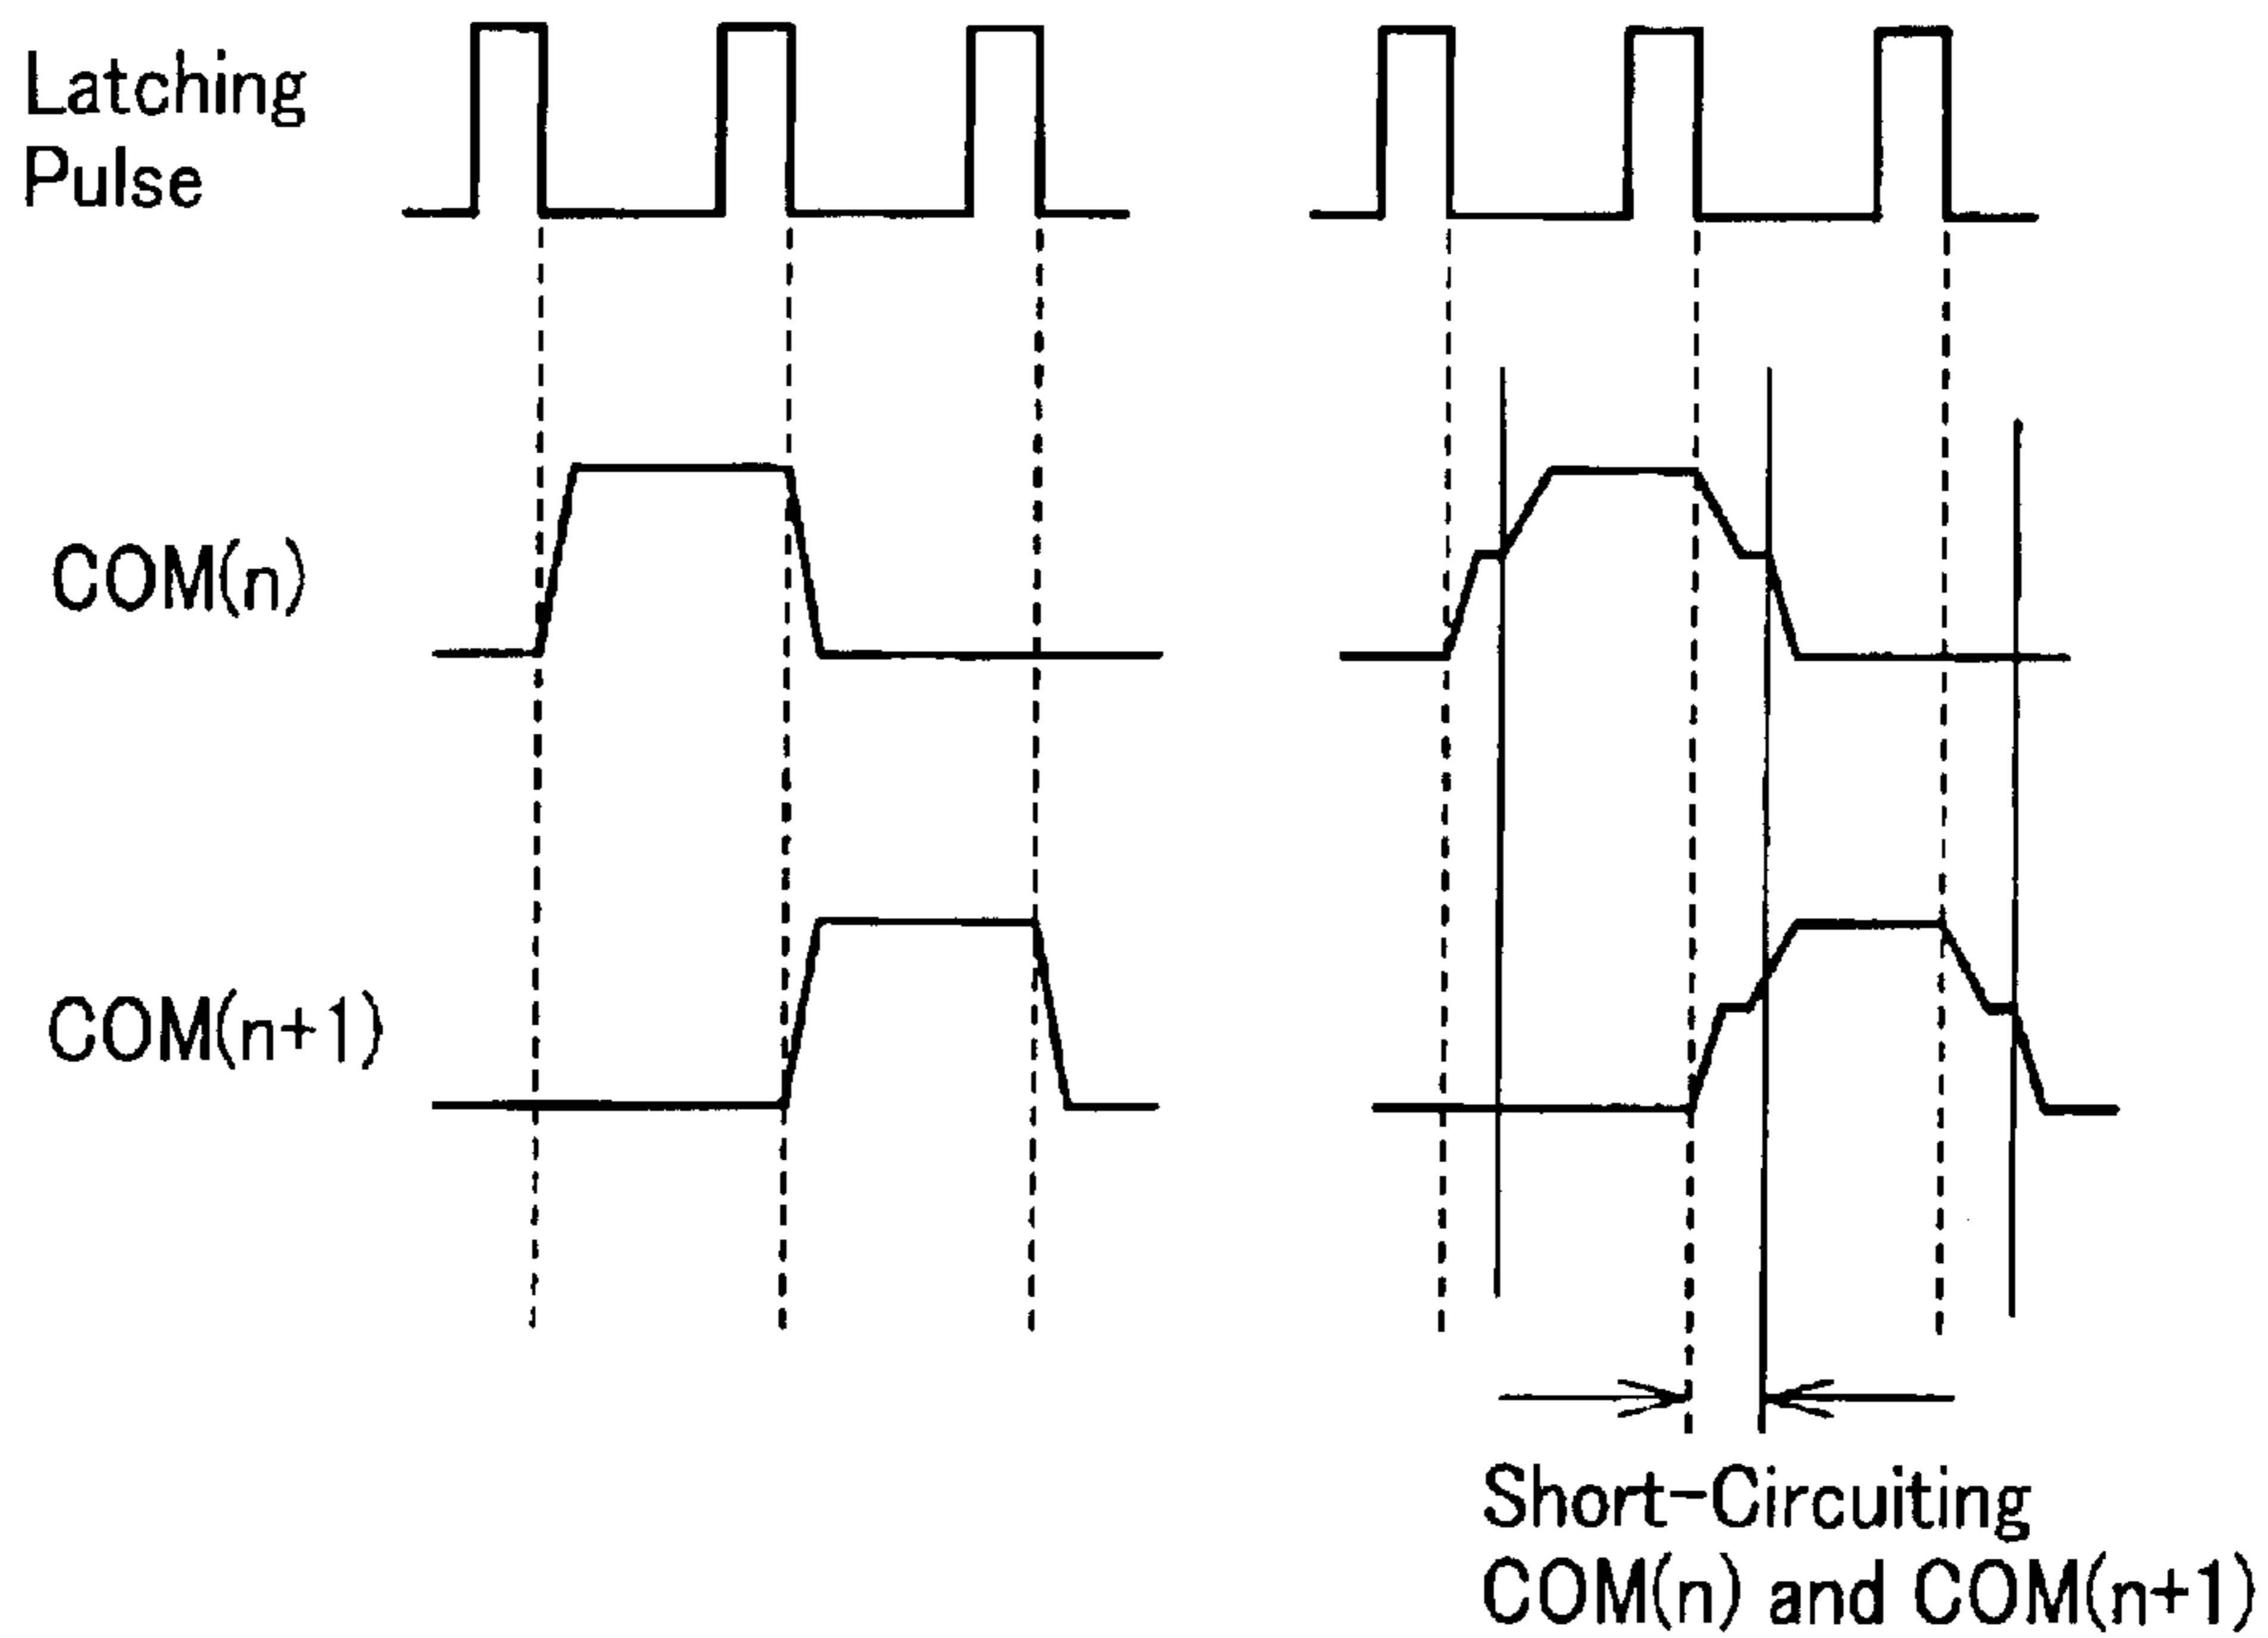 Latching
Pulse
COM(n)
COM(n+1)
Short-Circuiting
COM(n) and COM(n+1)